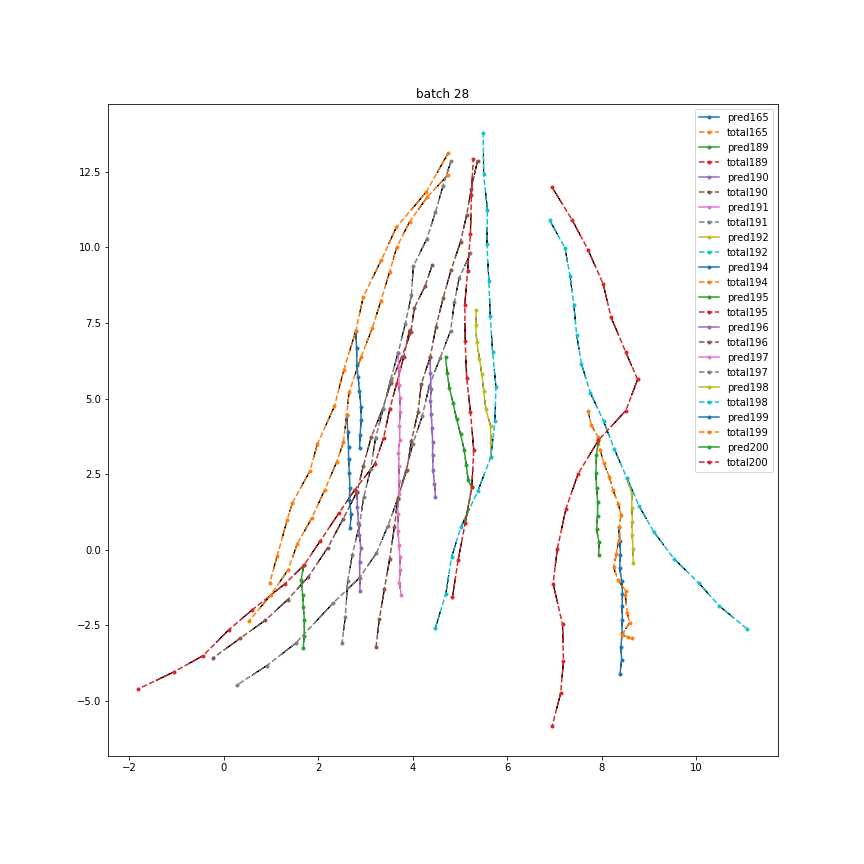 batch 28
pred165
total165
pred189
total189
pred190
total190
pred191
total191
pred192
total192
pred194
total194
pred195
total195
pred196
total196
pred197
total197
pred198
total198
pred199
total199
pred200
total200
12.5
10.0
7.5
5.0
2.5
0.0
−2.5
−5.0
−2 0 2 4 6 8 10